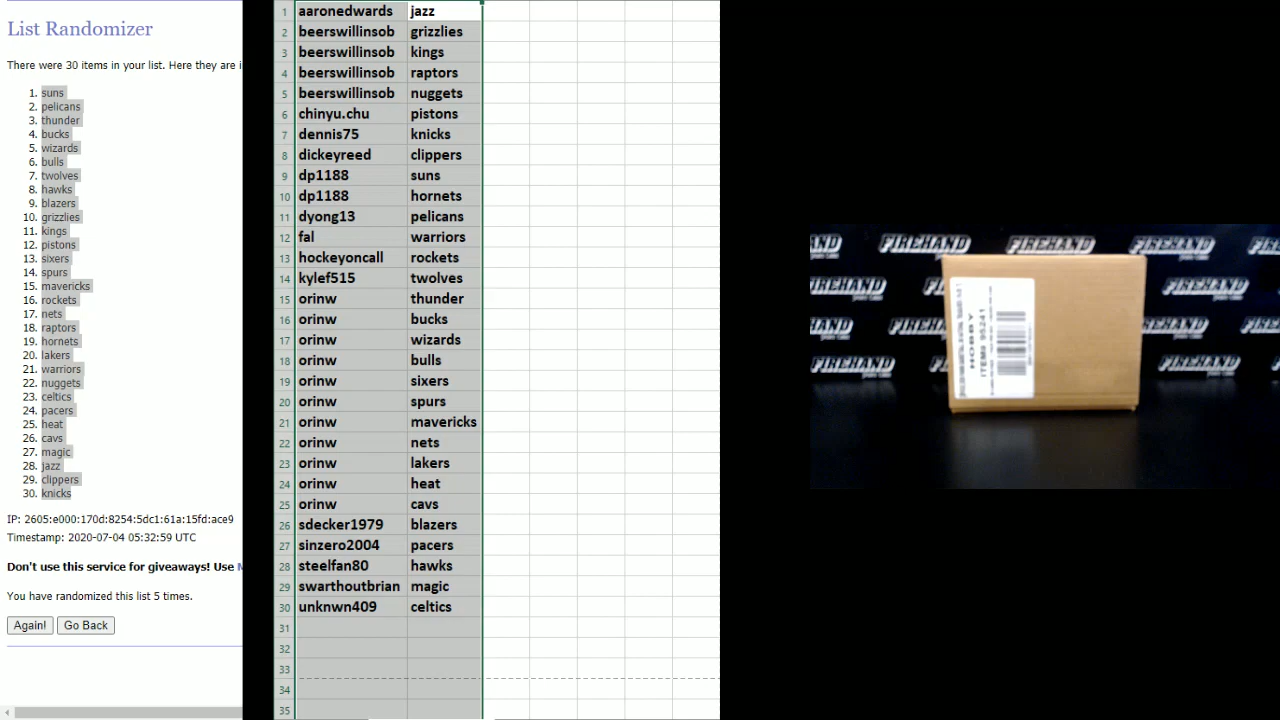 List Randomizer
There were 30 items in your list. Here they are i
1. suns
2. pelicans
3. thunder
4. bucks
5. wizards
6. bulls
7. twolves
8. hawks
9. blazers
10. grizzlies
11. kings
12. pistons
13. sixers
14. spurs
15. mavericks
16. rockets
17. nets
18. raptors
19. hornets
20. lakers
21. warriors
22. nuggets
23. celtics
24. pacers
25. heat
26. cavs
27. magic
28. jazz
29. clippers
30. knicks
IP: 2605:e000:170d:8254:5dc1:61a:15fd:ace9
Timestamp: 2020-07-04 05:32:59 UTC
Don't use this service for giveaways! Use
You have randomized this list 5 times.
Again! Go Back
1 aaronedwards jazz
2 beerswillinsob grizzlies
3 beerswillinsob kings
4 beerswillinsob raptors
5 beerswillinsob nuggets
6 chinyu.chu pistons
7 dennis75 knicks
8 dickeyreed clippers
9 dp1188 suns
10 dp1188 hornets
11 dyong13 pelicans
12 fal warriors
13 hockeyoncall rockets
14 kylef515 twolves
15 orinw thunder
16 orinw bucks
17 orinw wizards
18 orinw bulls
19 orinw sixers
20 orinw spurs
21 orinw mavericks
22 orinw nets
23 orinw lakers
24 orinw heat
25 orinw cavs
26 sdecker1979 blazers
27 sinzero2004 pacers
28 steelfan80 hawks
29 swarthoutbrian magic
30 unknwn409 celtics
31
32
33
34
35
FIREHAND FIREHAND FIREHAND
FIREHAND
HOBBY
ITEM# 95241